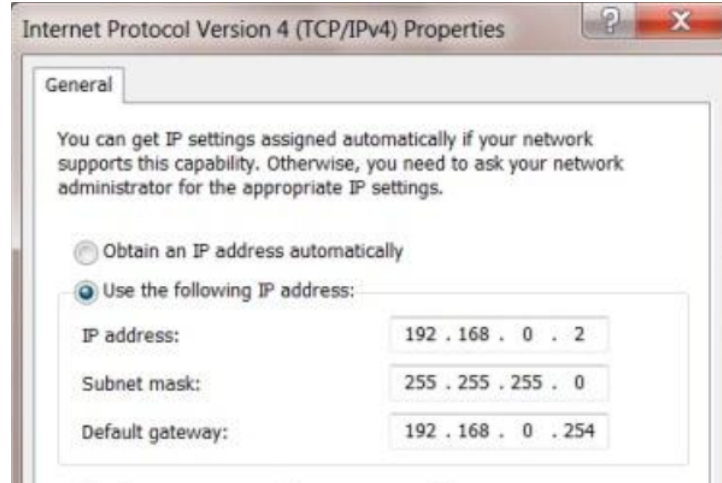 Internet Protocol Version 4 (TCP/IPv4) Properties
General
You can get IP settings assigned automatically if your network
supports this capability. Otherwise, you need to ask your network
administrator for the appropriate IP settings.
Obtain an IP address automatically
Use the following IP address:
IP address: 192 . 168 . 0 . 2
Subnet mask: 255 . 255 . 255 . 0
Default gateway: 192 . 168 . 0 . 254